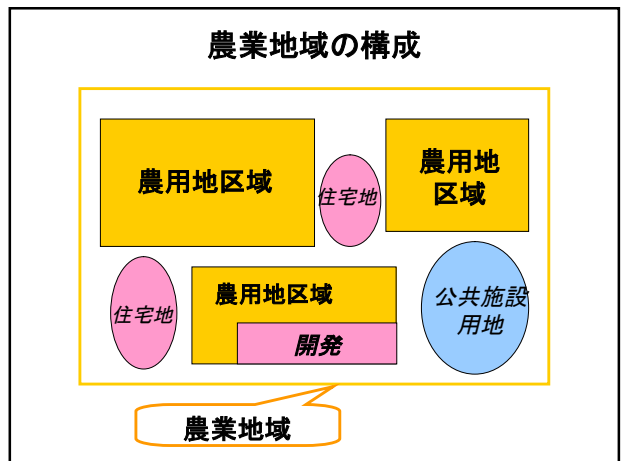 農業地域の構成
農用地区域
住宅地
農用地
区域
住宅地
農用地区域
開発
公共施設
用地
農業地域